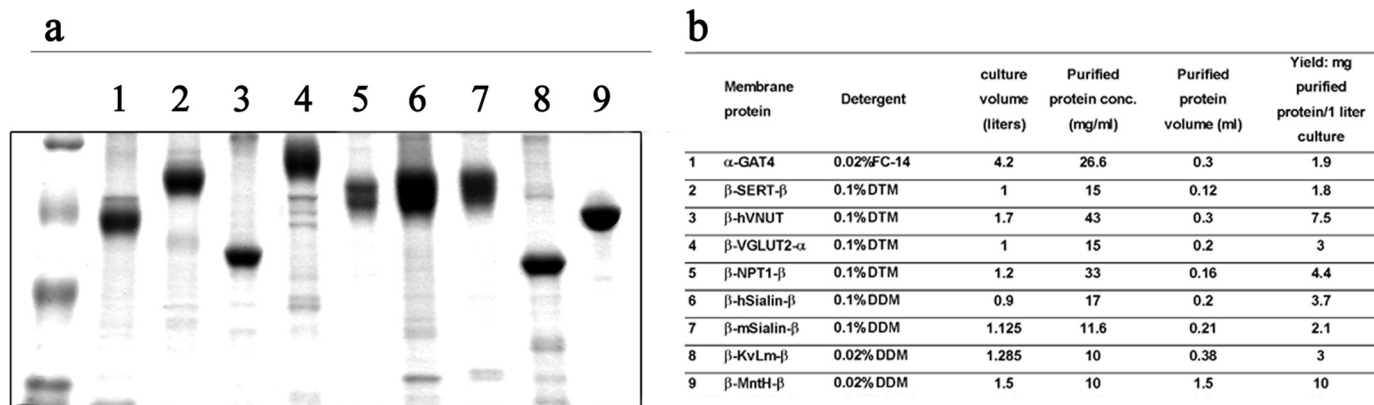 a
1 2 3 4 5 6 7 8 9
b
Membrane protein Detergent culture volume (liters) Purified protein conc. (mg/ml) Purified protein volume (ml) Yield: mg purified protein/1 liter culture
1 α-GAT4 0.02%FC-14 4.2 26.6 0.3 1.9
2 β-SERT-β 0.1% DTM 1 15 0.12 1.8
3 β-hVNUT 0.1% DTM 1.7 43 0.3 7.5
4 β-VGLUT2-α 0.1% DTM 1 15 0.2 3
5 β-NPT1-β 0.1% DTM 1.2 33 0.16 4.4
6 β-hSialin-β 0.1% DDM 0.9 17 0.2 3.7
7 β-mSialin-β 0.1% DDM 1.125 11.6 0.21 2.1
8 β-KvLm-β 0.02% DDM 1.285 10 0.38 3
9 β-MntH-β 0.02% DDM 1.5 10 1.5 10